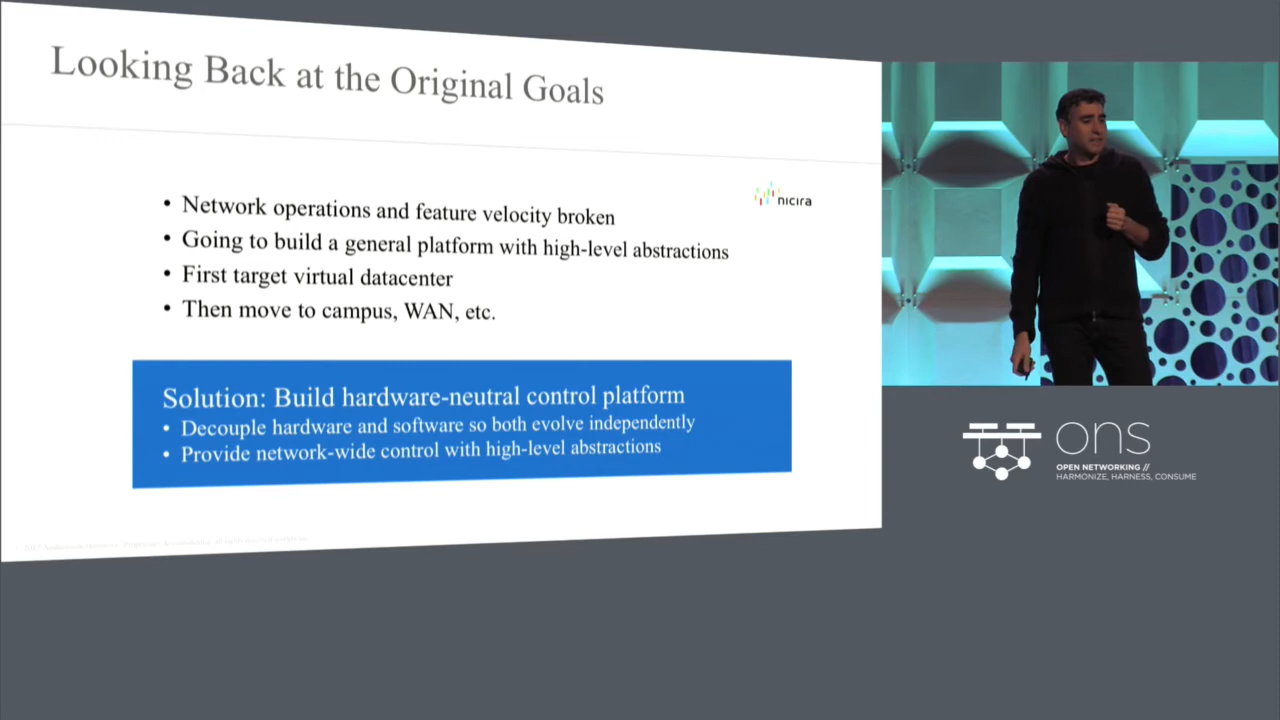 Looking Back at the Original Goals
nicira
• Network operations and feature velocity broken
• Going to build a general platform with high-level abstractions
• First target virtual datacenter
• Then move to campus, WAN, etc.
Solution: Build hardware-neutral control platform
• Decouple hardware and software so both evolve independently
• Provide network-wide control with high-level abstractions
ons
OPEN NETWORKING //
HARMONIZE, HARNESS, CONSUME